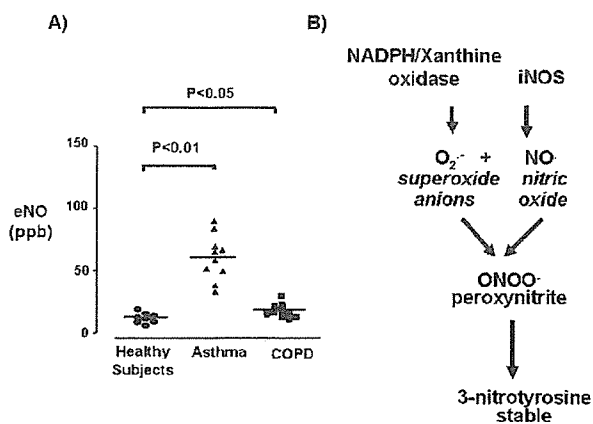 A)
P<0.05
P<0.01
150
100
50
0
eNO
(ppb)
Healthy
Subjects
Asthma
COPD
B)
NADPH/Xanthine
oxidase
iNOS
O₂·⁻ +
superoxide
anions
NO·
nitric
oxide
ONOO⁻
peroxynitrite
3-nitrotyrosine
stable